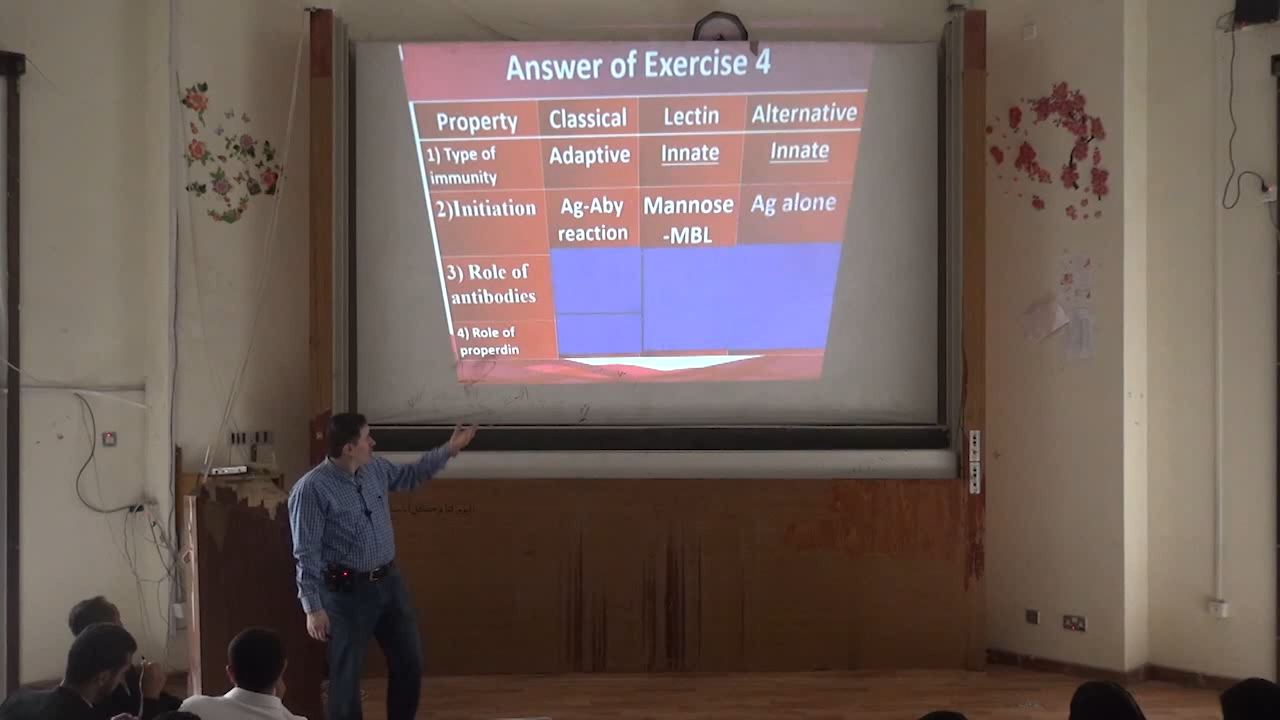 Answer of Exercise 4
Property Classical Lectin Alternative
1) Type of immunity Adaptive Innate Innate
2)Initiation Ag-Aby reaction Mannose -MBL Ag alone
3) Role of antibodies
4) Role of properdin